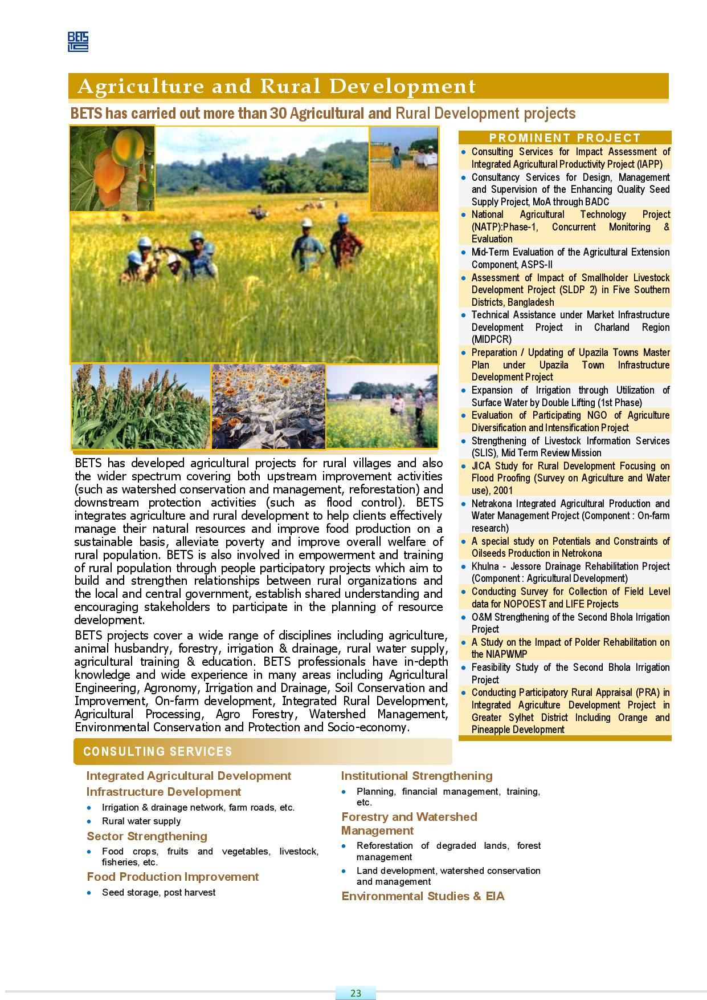 BETS
LTD
Agriculture and Rural Development
BETS has carried out more than 30 Agricultural and Rural Development projects
BETS has developed agricultural projects for rural villages and also
the wider spectrum covering both upstream improvement activities
(such as watershed conservation and management, reforestation) and
downstream protection activities (such as flood control). BETS
integrates agriculture and rural development to help clients effectively
manage their natural resources and improve food production on a
sustainable basis, alleviate poverty and improve overall welfare of
rural population. BETS is also involved in empowerment and training
of rural population through people participatory projects which aim to
build and strengthen relationships between rural organizations and
the local and central government, establish shared understanding and
encouraging stakeholders to participate in the planning of resource
development.
BETS projects cover a wide range of disciplines including agriculture,
animal husbandry, forestry, irrigation & drainage, rural water supply,
agricultural training & education. BETS professionals have in-depth
knowledge and wide experience in many areas including Agricultural
Engineering, Agronomy, Irrigation and Drainage, Soil Conservation and
Improvement, On-farm development, Integrated Rural Development,
Agricultural Processing, Agro Forestry, Watershed Management,
Environmental Conservation and Protection and Socio-economy.
PROMINENT PROJECT
• Consulting Services for Impact Assessment of
Integrated Agricultural Productivity Project (IAPP)
• Consultancy Services for Design, Management
and Supervision of the Enhancing Quality Seed
Supply Project, MoA through BADC
• National Agricultural Technology Project
(NATP):Phase-1, Concurrent Monitoring &
Evaluation
• Mid-Term Evaluation of the Agricultural Extension
Component, ASPS-II
• Assessment of Impact of Smallholder Livestock
Development Project (SLDP 2) in Five Southern
Districts, Bangladesh
• Technical Assistance under Market Infrastructure
Development Project in Charland Region
(MIDPCR)
• Preparation / Updating of Upazila Towns Master
Plan under Upazila Town Infrastructure
Development Project
• Expansion of Irrigation through Utilization of
Surface Water by Double Lifting (1st Phase)
• Evaluation of Participating NGO of Agriculture
Diversification and Intensification Project
• Strengthening of Livestock Information Services
(SLIS), Mid Term Review Mission
• JICA Study for Rural Development Focusing on
Flood Proofing (Survey on Agriculture and Water
use), 2001
• Netrakona Integrated Agricultural Production and
Water Management Project (Component : On-farm
research)
• A special study on Potentials and Constraints of
Oilseeds Production in Netrokona
• Khulna - Jessore Drainage Rehabilitation Project
(Component : Agricultural Development)
• Conducting Survey for Collection of Field Level
data for NOPOEST and LIFE Projects
• O&M Strengthening of the Second Bhola Irrigation
Project
• A Study on the Impact of Polder Rehabilitation on
the NIAPWMP
• Feasibility Study of the Second Bhola Irrigation
Project
• Conducting Participatory Rural Appraisal (PRA) in
Integrated Agriculture Development Project in
Greater Sylhet District Including Orange and
Pineapple Development
CONSULTING SERVICES
Integrated Agricultural Development
Infrastructure Development
• Irrigation & drainage network, farm roads, etc.
• Rural water supply
Sector Strengthening
• Food crops, fruits and vegetables, livestock,
fisheries, etc.
Food Production Improvement
• Seed storage, post harvest
Institutional Strengthening
• Planning, financial management, training,
etc.
Forestry and Watershed
Management
• Reforestation of degraded lands, forest
management
• Land development, watershed conservation
and management
Environmental Studies & EIA
23